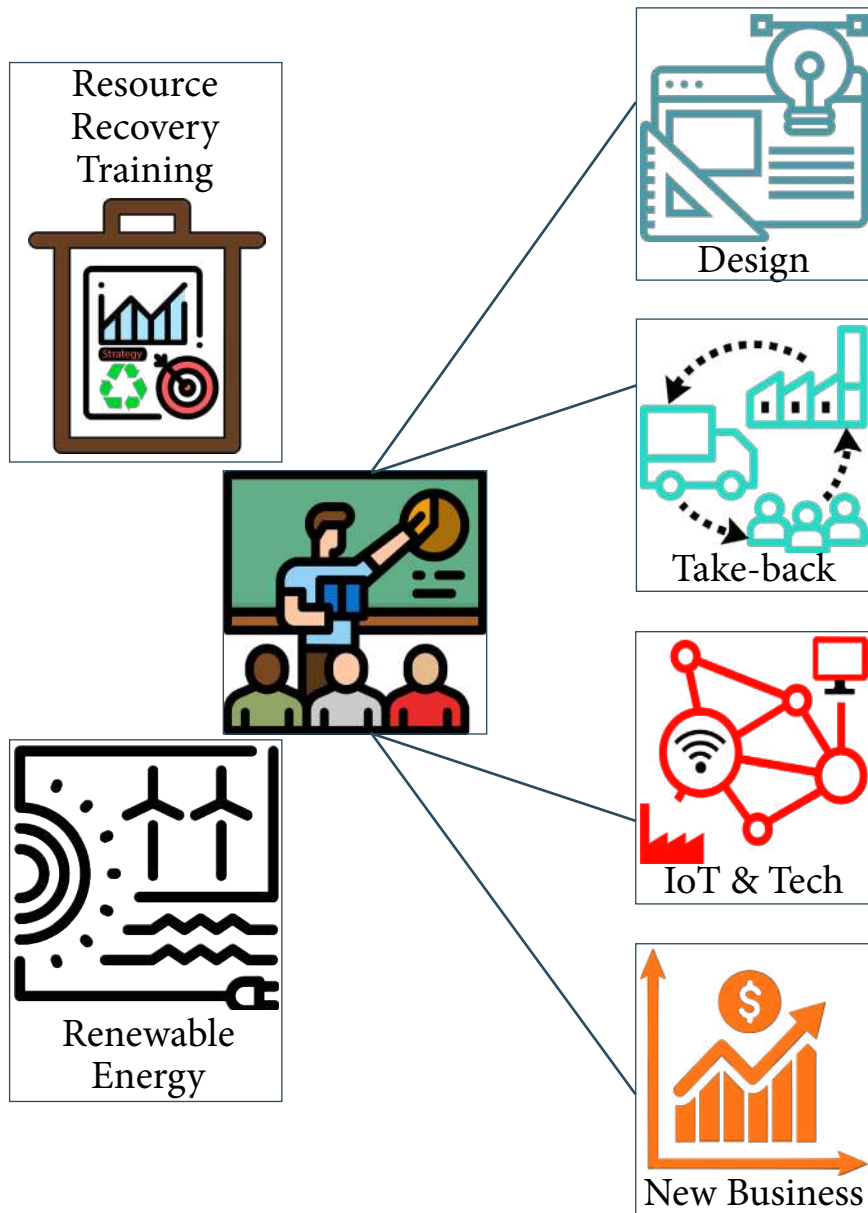 Resource
Recovery
Training
Strategy
Renewable
Energy
Design
Take-back
IoT & Tech
$
New Business